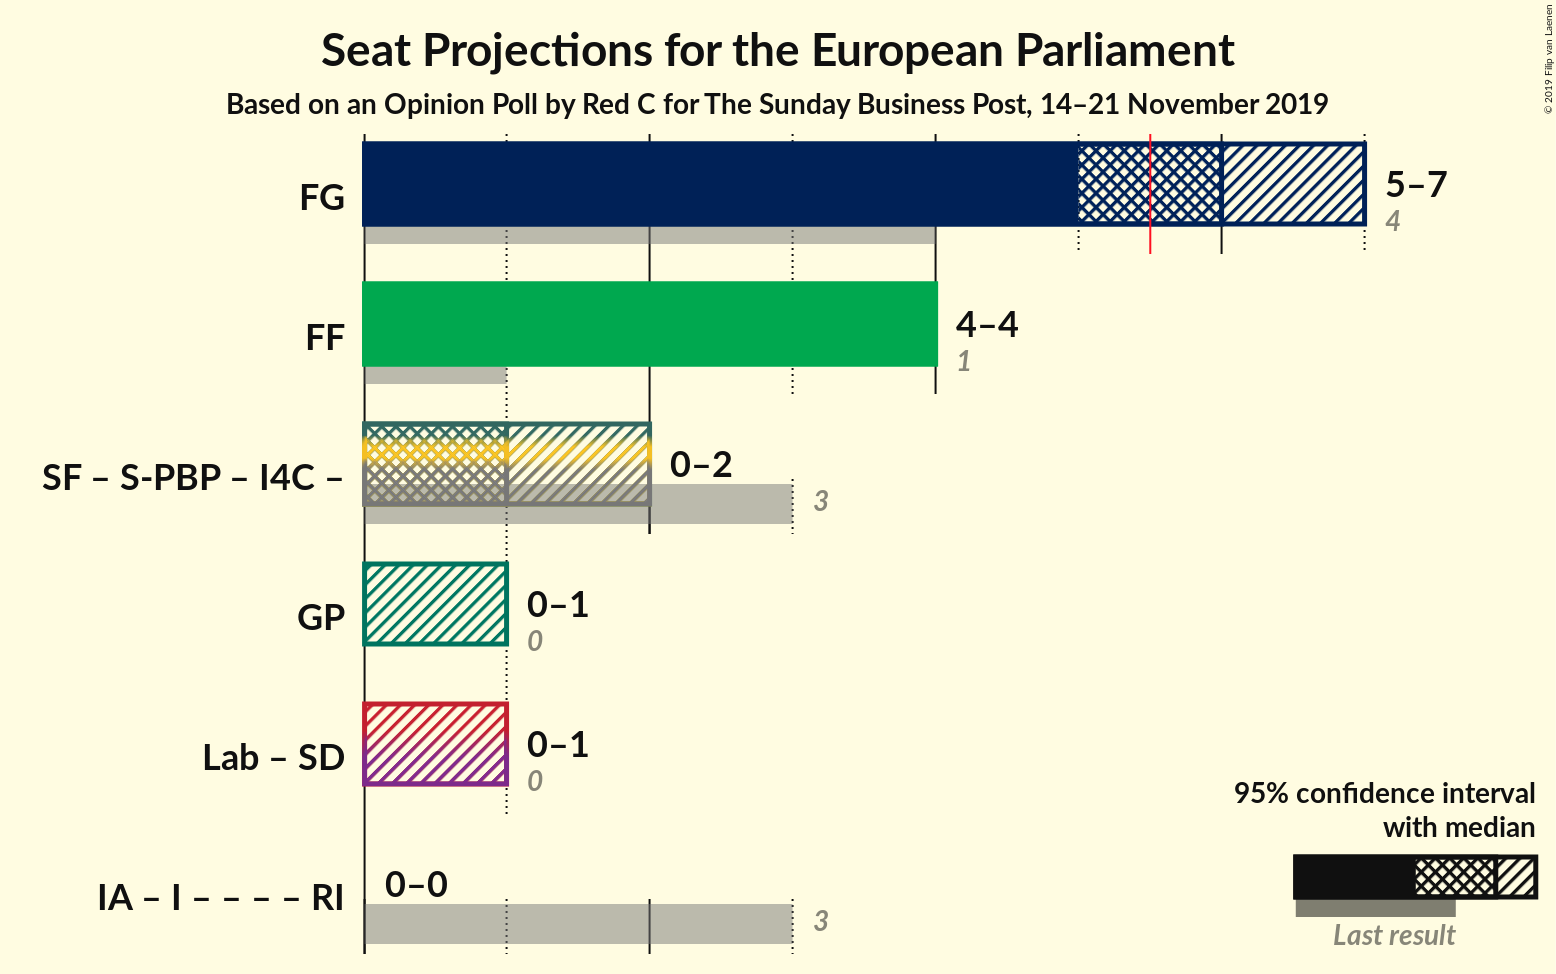 Seat Projections for the European Parliament
Based on an Opinion Poll by Red C for The Sunday Business Post, 14–21 November 2019
© 2019 Filip van Laenen
FG
5–7
4
FF
4–4
1
SF – S-PBP – I4C –
0–2
3
GP
0–1
0
Lab – SD
0–1
0
IA – I – – – – RI
0–0
3
95% confidence interval
with median
Last result